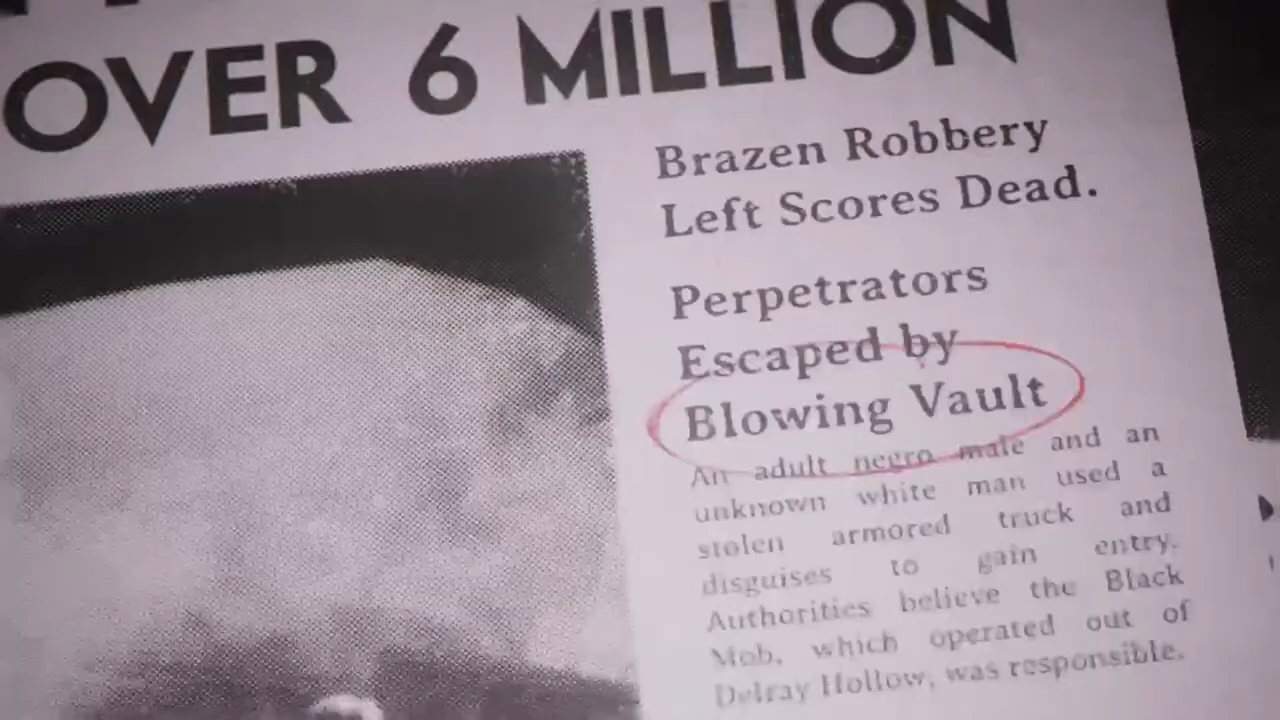 OVER 6 MILLION
Brazen Robbery
Left Scores Dead.
Perpetrators
Escaped by
Blowing Vault
An adult negro male and an
unknown white man used a
stolen armored truck and
disguises to gain entry.
Authorities believe the Black
Mob, which operated out of
Delray Hollow, was responsible.